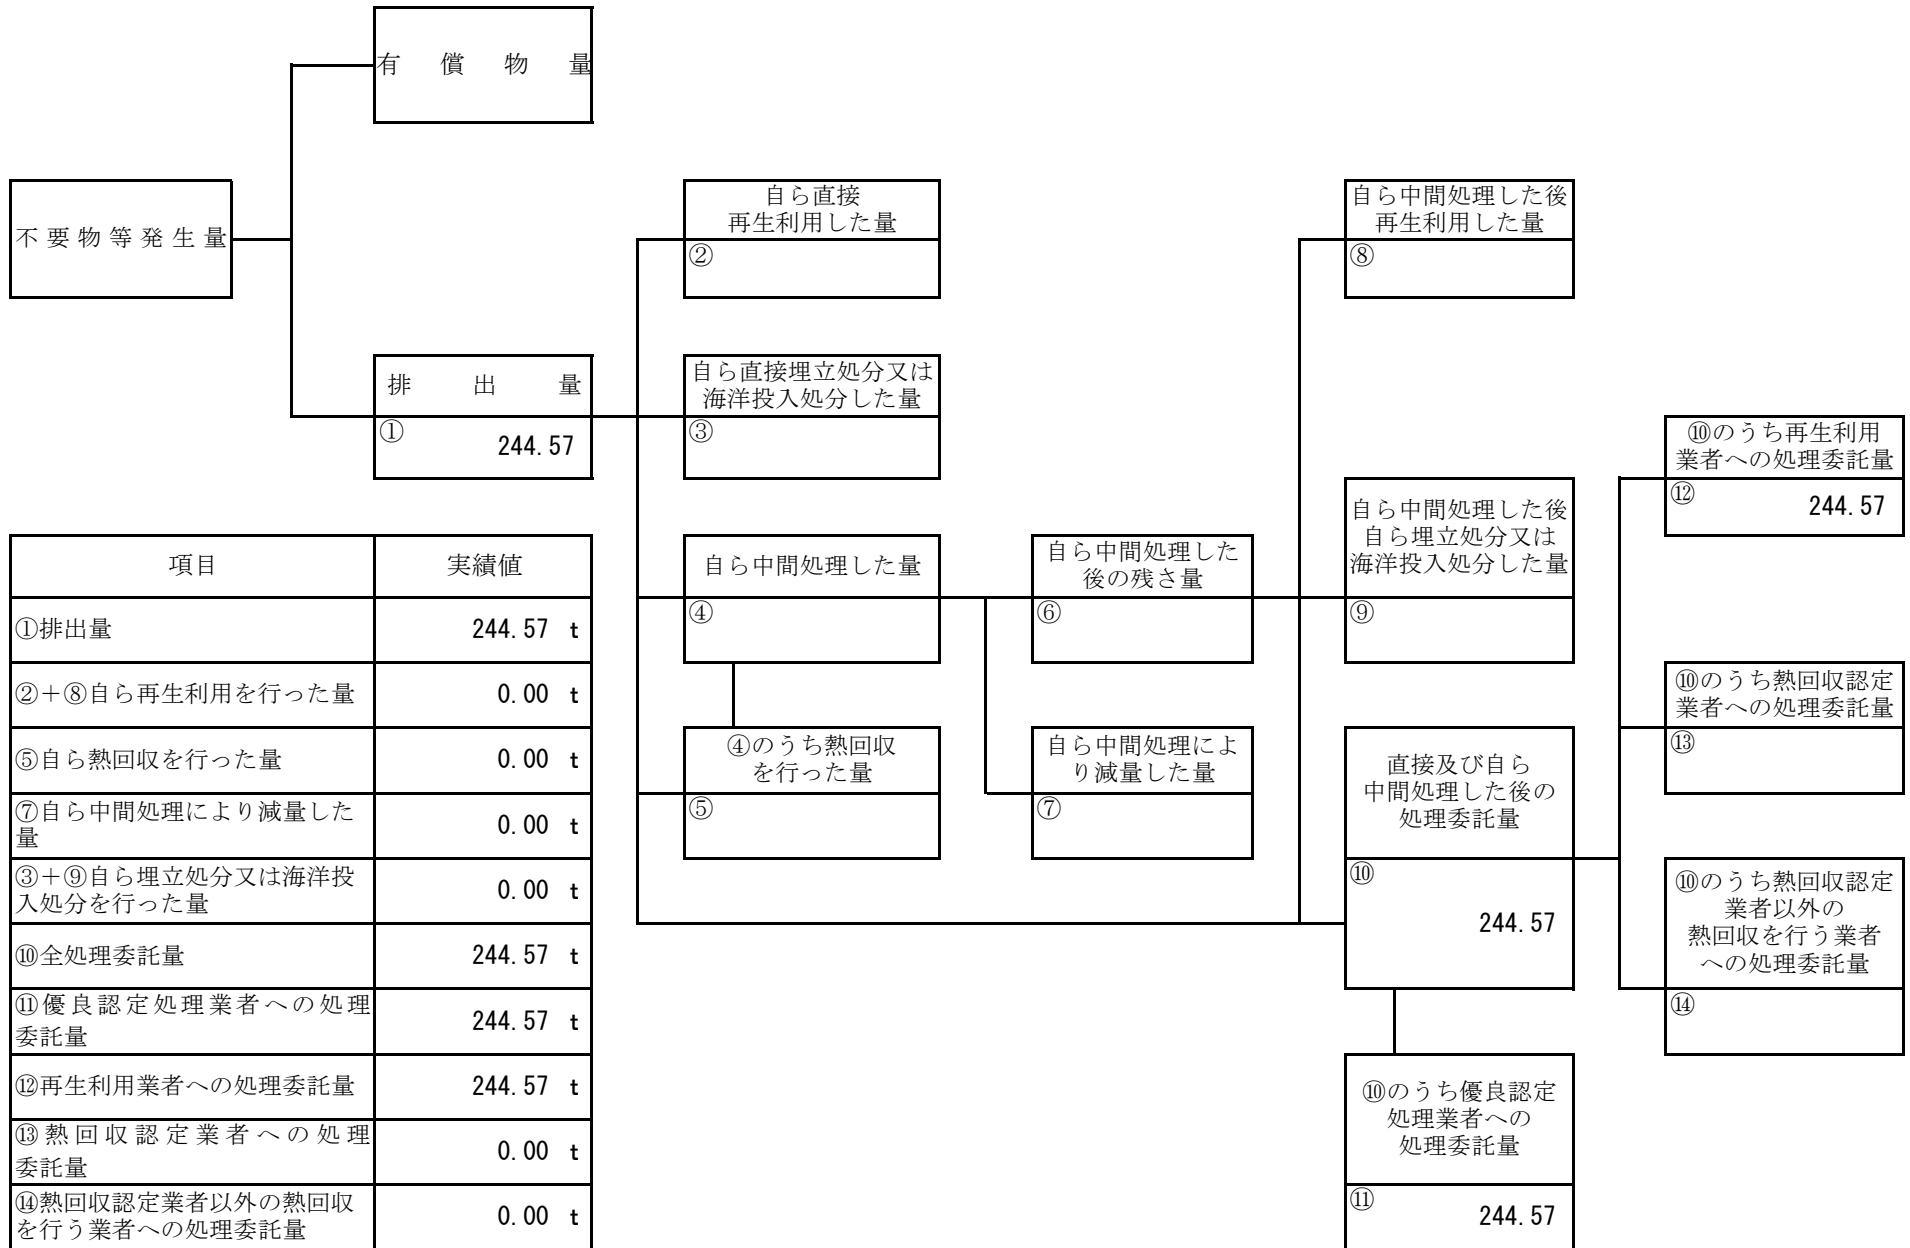 有償物量
不要物等発生量
自ら直接
再生利用した量
②
自ら中間処理した後
再生利用した量
⑧
排出量
①
244.57
自ら直接埋立処分又は
海洋投入処分した量
③
⑩のうち再生利用
業者への処理委託量
⑫
244.57
自ら中間処理した量
④
自ら中間処理した
後の残さ量
⑥
自ら中間処理した後
自ら埋立処分又は
海洋投入処分した量
⑨
④のうち熱回収
を行った量
⑤
自ら中間処理によ
り減量した量
⑦
直接及び自ら
中間処理した後の
処理委託量
⑩
244.57
⑩のうち熱回収認定
業者への処理委託量
⑬
⑩のうち熱回収認定
業者以外の
熱回収を行う業者
への処理委託量
⑭
⑩のうち優良認定
処理業者への
処理委託量
⑪
244.57
項目 実績値
①排出量 244.57 t
②+⑧自ら再生利用を行った量 0.00 t
⑤自ら熱回収を行った量 0.00 t
⑦自ら中間処理により減量した
量 0.00 t
③+⑨自ら埋立処分又は海洋投
入処分を行った量 0.00 t
⑩全処理委託量 244.57 t
⑪優良認定処理業者への処理
委託量 244.57 t
⑫再生利用業者への処理委託量 244.57 t
⑬熱回収認定業者への処理
委託量 0.00 t
⑭熱回収認定業者以外の熱回収
を行う業者への処理委託量 0.00 t